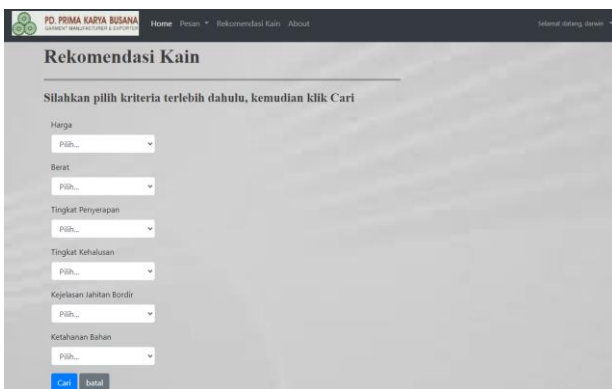 PD. PRIMA KARYA BUSANA
GARMENT MANUFACTURER & EXPORTER
Home Pesan Rekomendasi Kain About
Selamat datang, darwin
Rekomendasi Kain
Silahkan pilih kriteria terlebih dahulu, kemudian klik Cari
Harga
Pilih...
Berat
Pilih...
Tingkat Penyerapan
Pilih...
Tingkat Kehalusan
Pilih...
Kejelasan Jahitan Bordir
Pilih...
Ketahanan Bahan
Pilih...
Cari batal